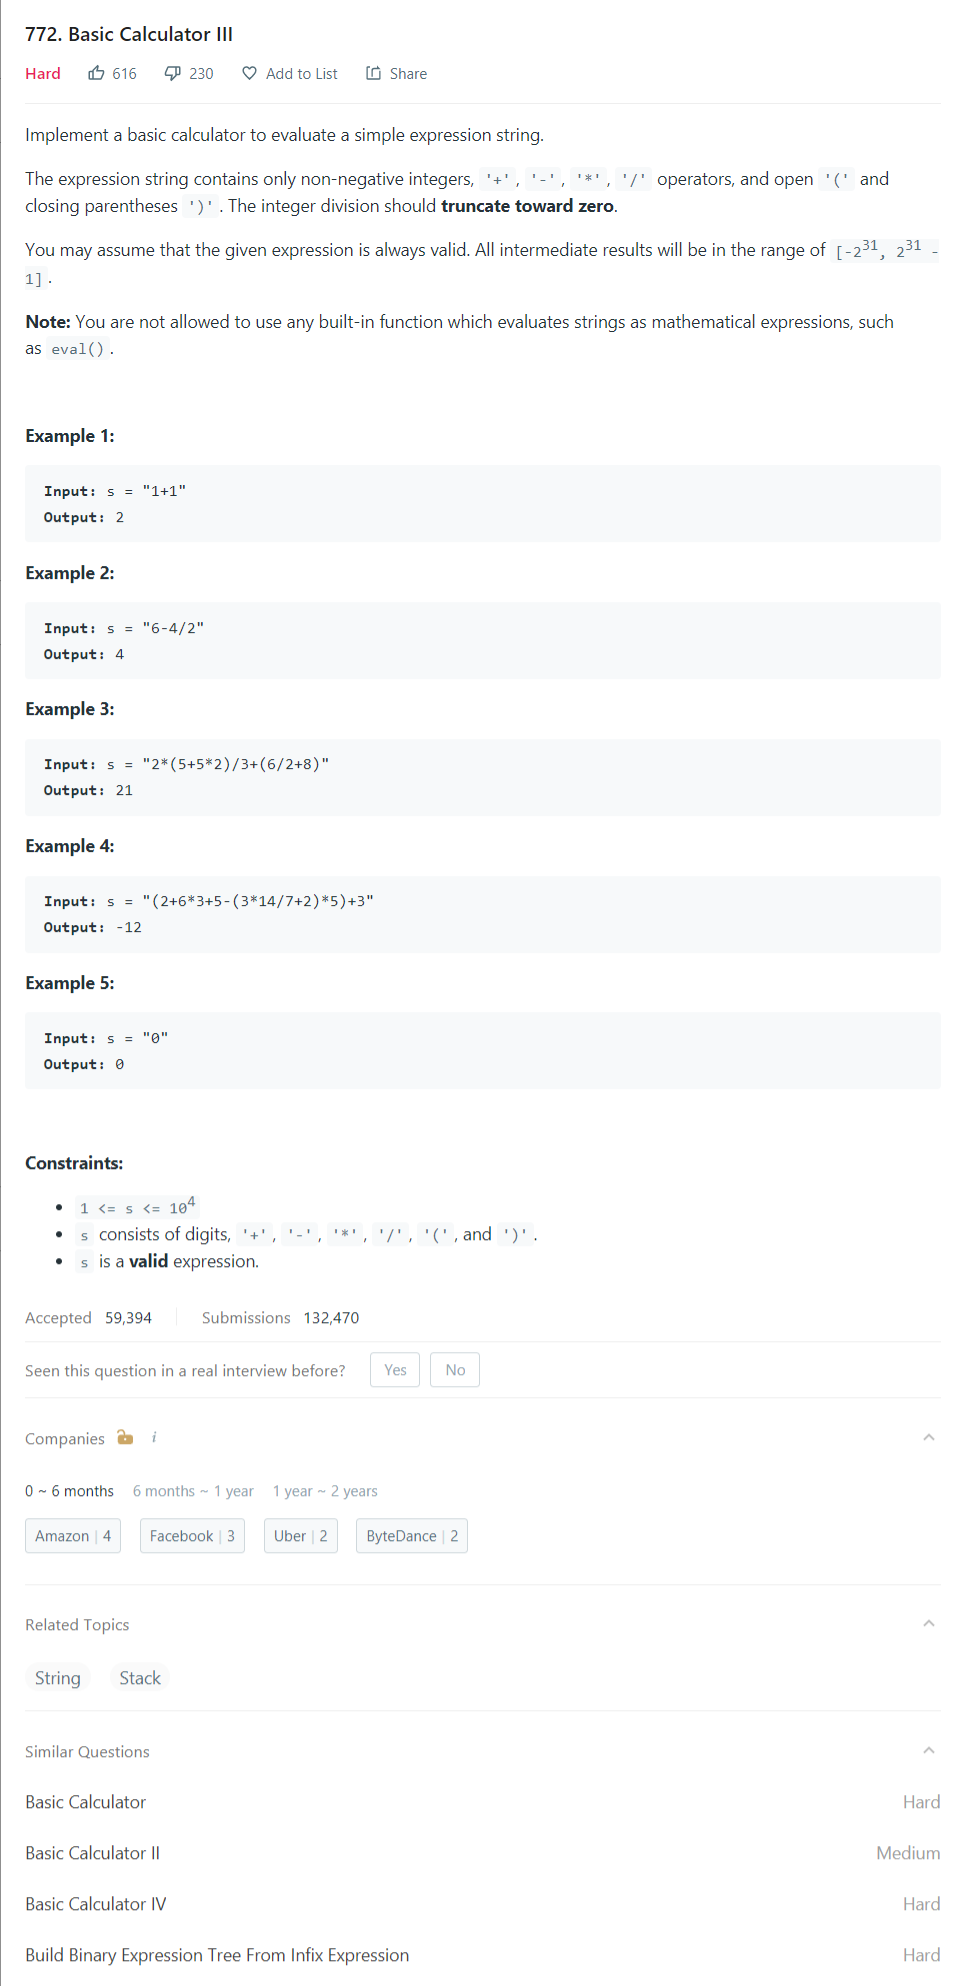 772. Basic Calculator III
Hard 616 230 Add to List Share
Implement a basic calculator to evaluate a simple expression string.
The expression string contains only non-negative integers, '+', '-', '*', '/' operators, and open '(' and
closing parentheses ')'. The integer division should truncate toward zero.
You may assume that the given expression is always valid. All intermediate results will be in the range of [-2³¹, 2³¹ -
1].
Note: You are not allowed to use any built-in function which evaluates strings as mathematical expressions, such
as eval().
Example 1:
Input: s = "1+1"
Output: 2
Example 2:
Input: s = "6-4/2"
Output: 4
Example 3:
Input: s = "2*(5+5*2)/3+(6/2+8)"
Output: 21
Example 4:
Input: s = "(2+6*3+5-(3*14/7+2)*5)+3"
Output: -12
Example 5:
Input: s = "0"
Output: 0
Constraints:
• 1 <= s <= 10⁴
• s consists of digits, '+', '-', '*', '/', '(', and ')'.
• s is a valid expression.
Accepted 59,394 Submissions 132,470
Seen this question in a real interview before? Yes No
Companies i
0 ~ 6 months 6 months ~ 1 year 1 year ~ 2 years
Amazon | 4 Facebook | 3 Uber | 2 ByteDance | 2
Related Topics
String Stack
Similar Questions
Basic Calculator Hard
Basic Calculator II Medium
Basic Calculator IV Hard
Build Binary Expression Tree From Infix Expression Hard